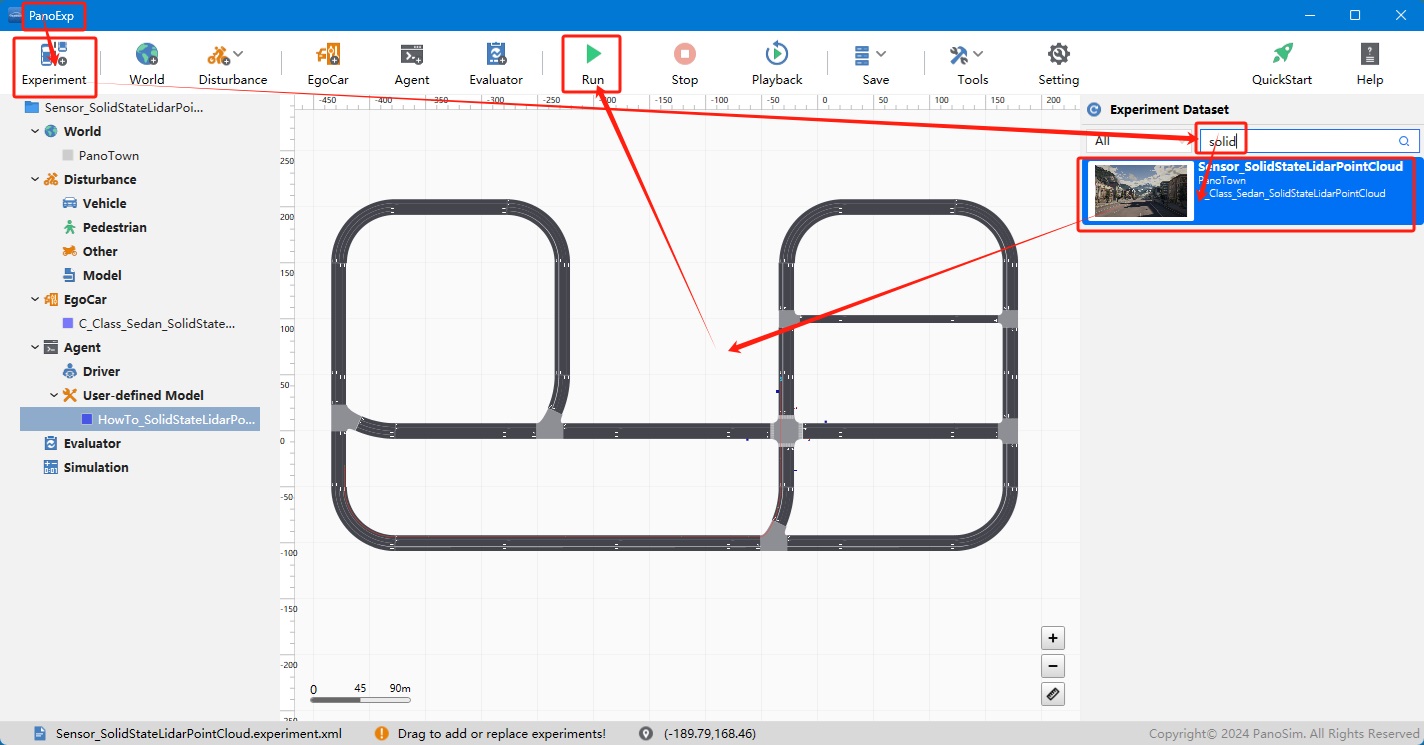 PanoExp
Experiment
World
Disturbance
EgoCar
Agent
Evaluator
Run
Stop
Playback
Save
Tools
Setting
QuickStart
Help
Sensor_SolidStateLidarPoi...
World
PanoTown
Disturbance
Vehicle
Pedestrian
Other
Model
EgoCar
C_Class_Sedan_SolidState...
Agent
Driver
User-defined Model
HowTo_SolidStateLidarPo...
Evaluator
Simulation
-450 -400 -350 -300 -250 -200 -150 -100 -50 0 50 100 150 200
250
200
150
100
50
0
-50
-100
-150
-200
-250
0 45 90m
Experiment Dataset
All
solid
Sensor_SolidStateLidarPointCloud
PanoTown
_Class_Sedan_SolidStateLidarPointCloud
Sensor_SolidStateLidarPointCloud.experiment.xml
Drag to add or replace experiments!
(-189.79,168.46)
Copyright© 2024 PanoSim. All Rights Reserved